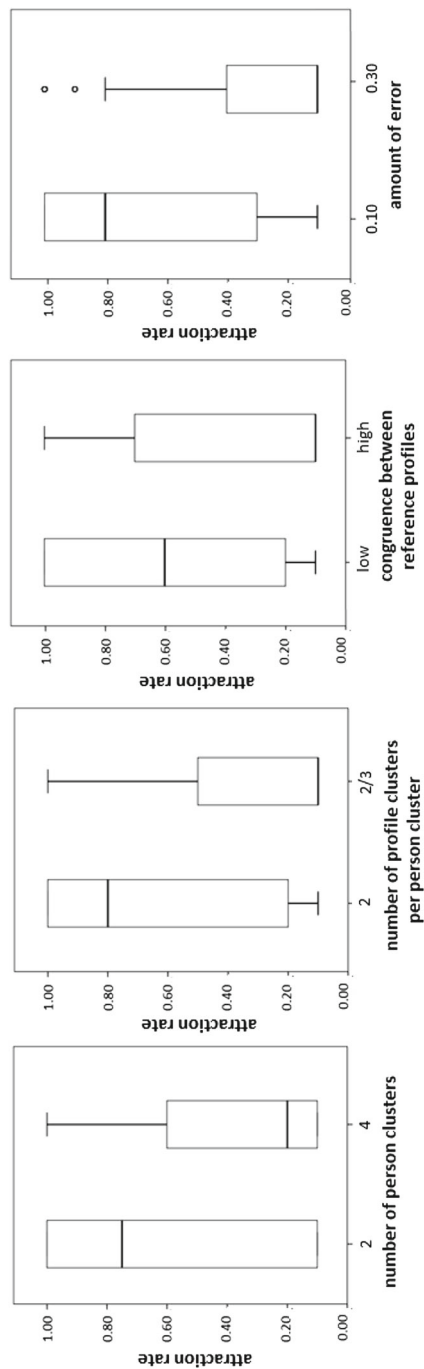 attraction rate
1.00
0.80
0.60
0.40
0.20
0.00
2
4
number of person clusters
attraction rate
1.00
0.80
0.60
0.40
0.20
0.00
2
2/3
number of profile clusters
per person cluster
attraction rate
1.00
0.80
0.60
0.40
0.20
0.00
low
high
congruence between
reference profiles
attraction rate
1.00
0.80
0.60
0.40
0.20
0.00
0.10
0.30
amount of error